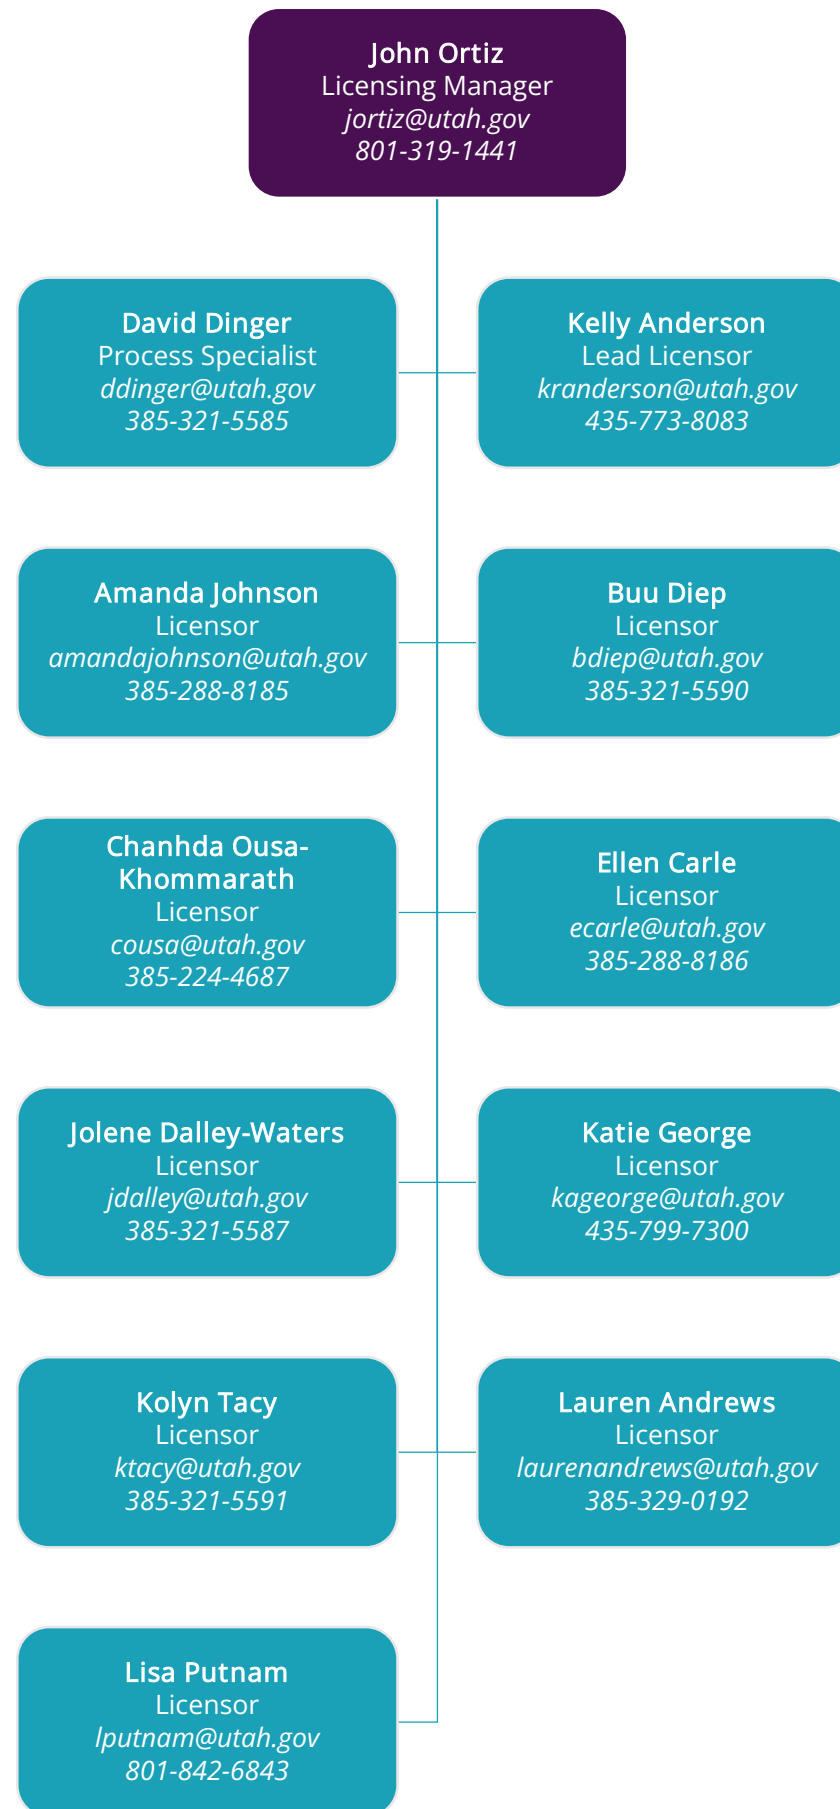 John Ortiz
Licensing Manager
jortiz@utah.gov
801-319-1441
David Dinger
Process Specialist
ddinger@utah.gov
385-321-5585
Kelly Anderson
Lead Licensor
kranderson@utah.gov
435-773-8083
Amanda Johnson
Licensor
amandajohnson@utah.gov
385-288-8185
Buu Diep
Licensor
bdiep@utah.gov
385-321-5590
Chanhda Ousa-
Khommarath
Licensor
cousa@utah.gov
385-224-4687
Ellen Carle
Licensor
ecarle@utah.gov
385-288-8186
Jolene Dalley-Waters
Licensor
jdalley@utah.gov
385-321-5587
Katie George
Licensor
kageorge@utah.gov
435-799-7300
Kolyn Tacy
Licensor
ktacy@utah.gov
385-321-5591
Lauren Andrews
Licensor
laurenandrews@utah.gov
385-329-0192
Lisa Putnam
Licensor
lputnam@utah.gov
801-842-6843